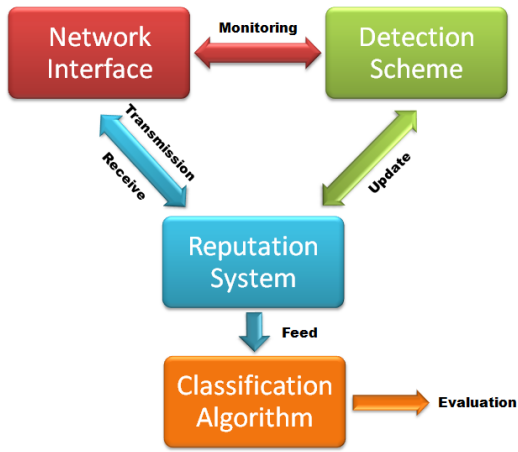 Network
Interface
Monitoring
Detection
Scheme
Transmission
Receive
Update
Reputation
System
Feed
Classification
Algorithm
Evaluation